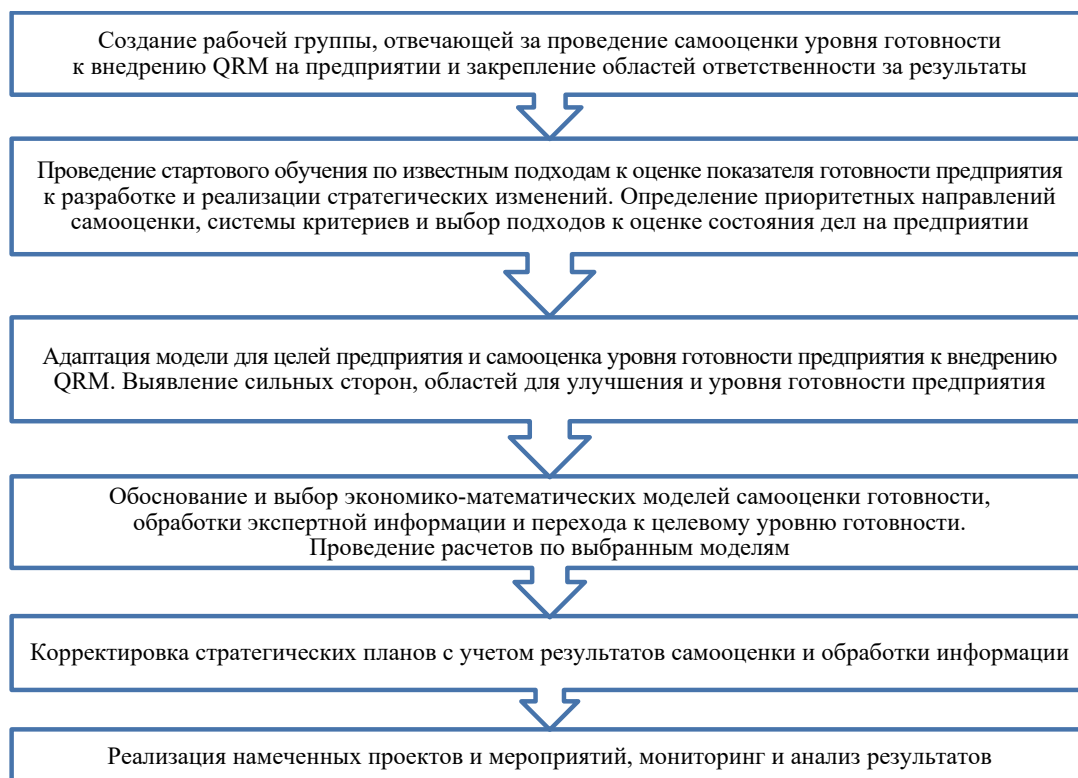 Создание рабочей группы, отвечающей за проведение самооценки уровня готовности
к внедрению QRM на предприятии и закрепление областей ответственности за результаты
Проведение стартового обучения по известным подходам к оценке показателя готовности предприятия
к разработке и реализации стратегических изменений. Определение приоритетных направлений
самооценки, системы критериев и выбор подходов к оценке состояния дел на предприятии
Адаптация модели для целей предприятия и самооценка уровня готовности предприятия к внедрению
QRM. Выявление сильных сторон, областей для улучшения и уровня готовности предприятия
Обоснование и выбор экономико-математических моделей самооценки готовности,
обработки экспертной информации и перехода к целевому уровню готовности.
Проведение расчетов по выбранным моделям
Корректировка стратегических планов с учетом результатов самооценки и обработки информации
Реализация намеченных проектов и мероприятий, мониторинг и анализ результатов